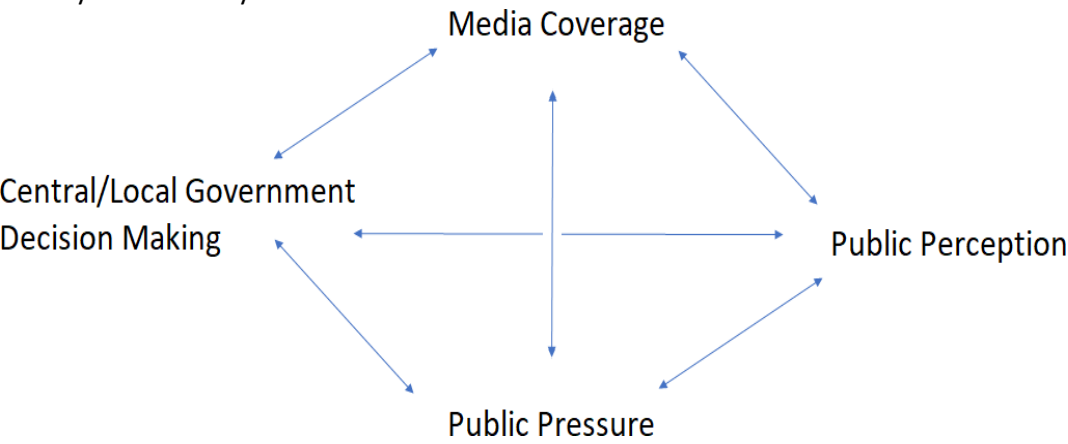 Media Coverage
Central/Local Government
Decision Making
Public Perception
Public Pressure